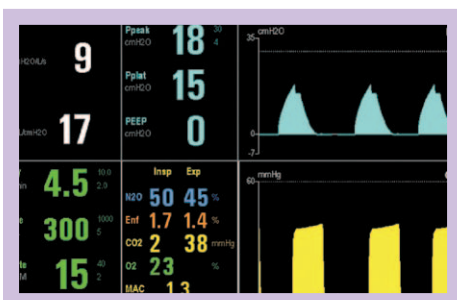 Ppeak 18 30
cmH2O 4
9
Pplat 15
cmH2O
PEEP 0
cmH2O
17
35 cmH2O
0
-7
4.5 10.0
2.0
300 1000
5
15 40
2
Insp Exp
N2O 50 45 %
Enf 1.7 1.4 %
CO2 2 38 mmHg
O2 23 %
MAC 1.3
60 mmHg